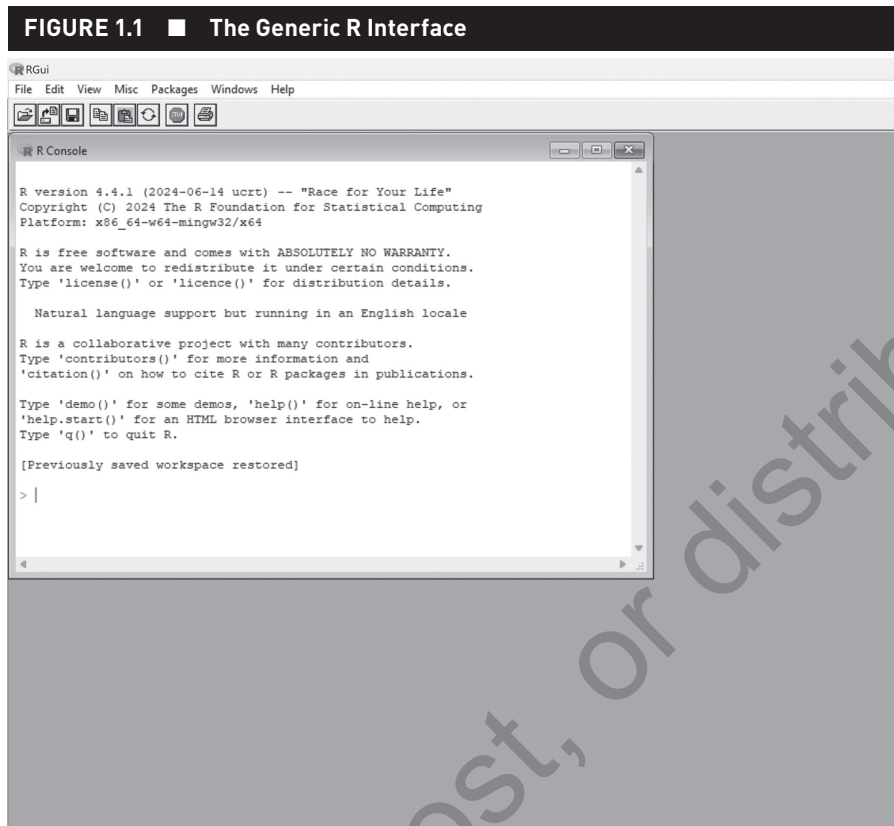 FIGURE 1.1 ■ The Generic R Interface
RGui
File Edit View Misc Packages Windows Help
STOP
R Console
R version 4.4.1 (2024-06-14 ucrt) -- "Race for Your Life"
Copyright (C) 2024 The R Foundation for Statistical Computing
Platform: x86_64-w64-mingw32/x64
R is free software and comes with ABSOLUTELY NO WARRANTY.
You are welcome to redistribute it under certain conditions.
Type 'license()' or 'licence()' for distribution details.
Natural language support but running in an English locale
R is a collaborative project with many contributors.
Type 'contributors()' for more information and
'citation()' on how to cite R or R packages in publications.
Type 'demo()' for some demos, 'help()' for on-line help, or
'help.start()' for an HTML browser interface to help.
Type 'q()' to quit R.
[Previously saved workspace restored]
>
ost, or distrib